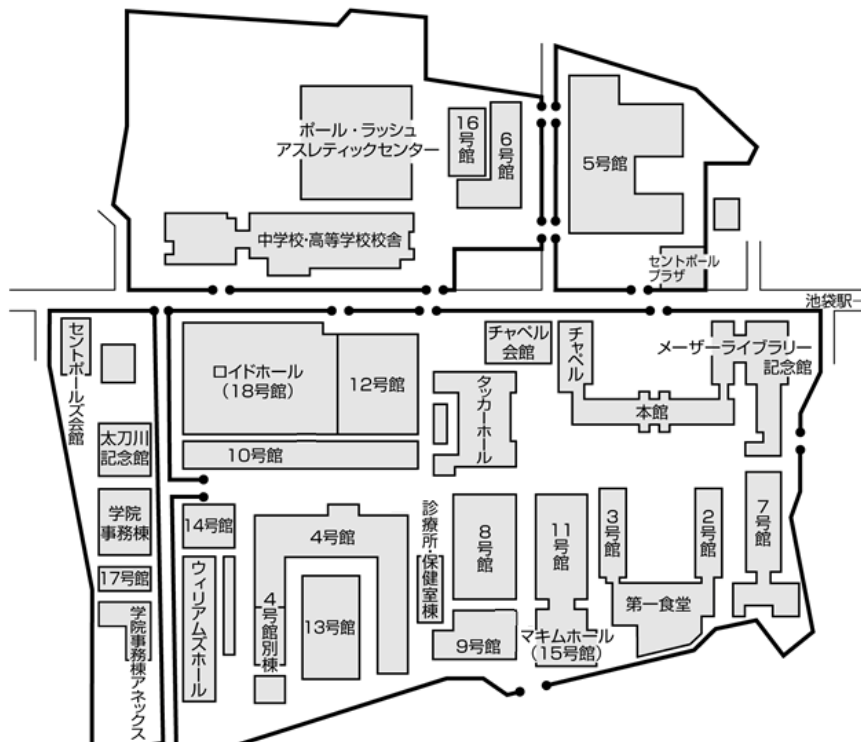 ポール・ラッシュ
アスレティックセンター
16号館
6号館
5号館
中学校・高等学校校舎
セントポール
プラザ
池袋駅
セントポールズ会館
ロイドホール
(18号館)
12号館
チャペル
会館
チャペル
メーザーライブラリー
記念館
タッカーホール
本館
太刀川
記念館
10号館
学院
事務棟
14号館
4号館
診療所・保健室棟
8号館
11号館
3号館
2号館
7号館
17号館
ウィリアムズホール
4号館別棟
13号館
第一食堂
学院事務棟アネックス
9号館
マキムホール
(15号館)